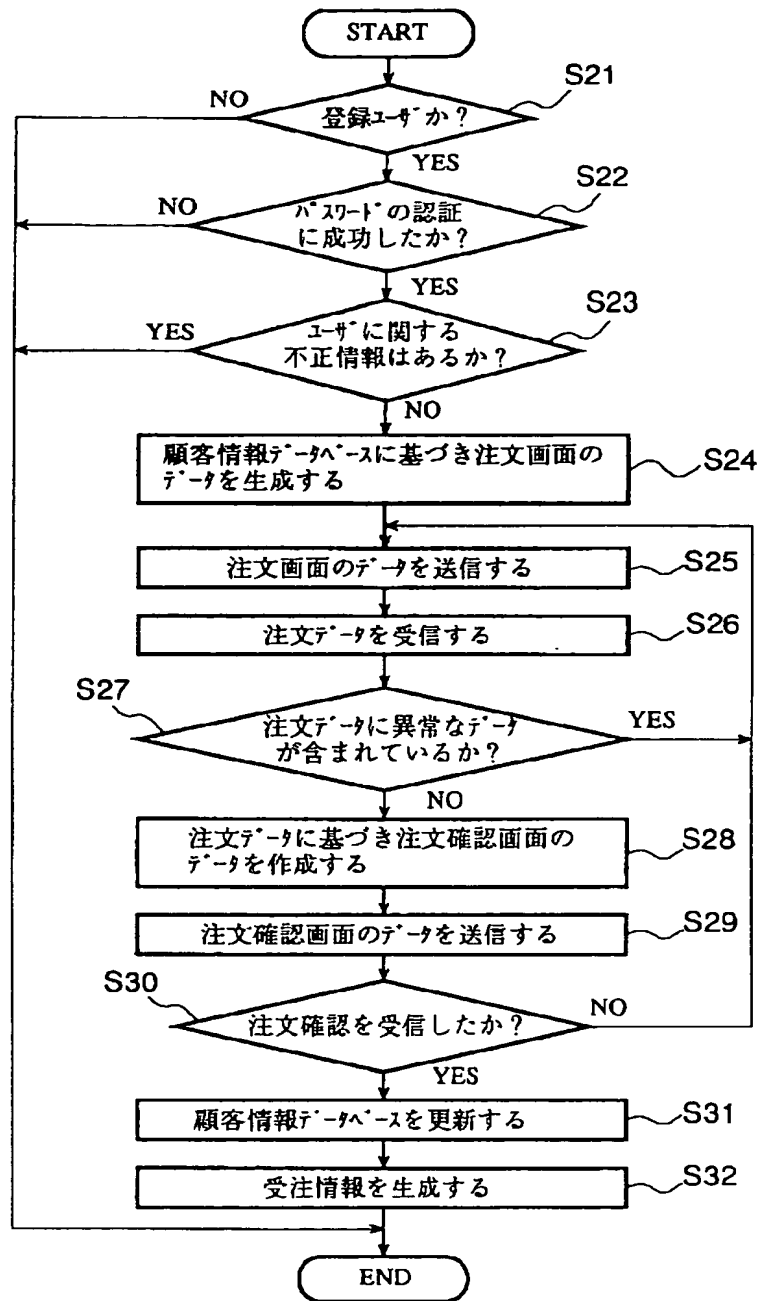 START
S21
NO
登録ユーザか?
YES
S22
NO
パスワードの認証
に成功したか?
YES
S23
YES
ユーザに関する
不正情報はあるか?
NO
顧客情報データベースに基づき注文画面の
データを生成する
S24
注文画面のデータを送信する
S25
注文データを受信する
S26
S27
注文データに異常なデータ
が含まれているか?
YES
NO
注文データに基づき注文確認画面の
データを作成する
S28
注文確認画面のデータを送信する
S29
S30
注文確認を受信したか?
NO
YES
顧客情報データベースを更新する
S31
受注情報を生成する
S32
END